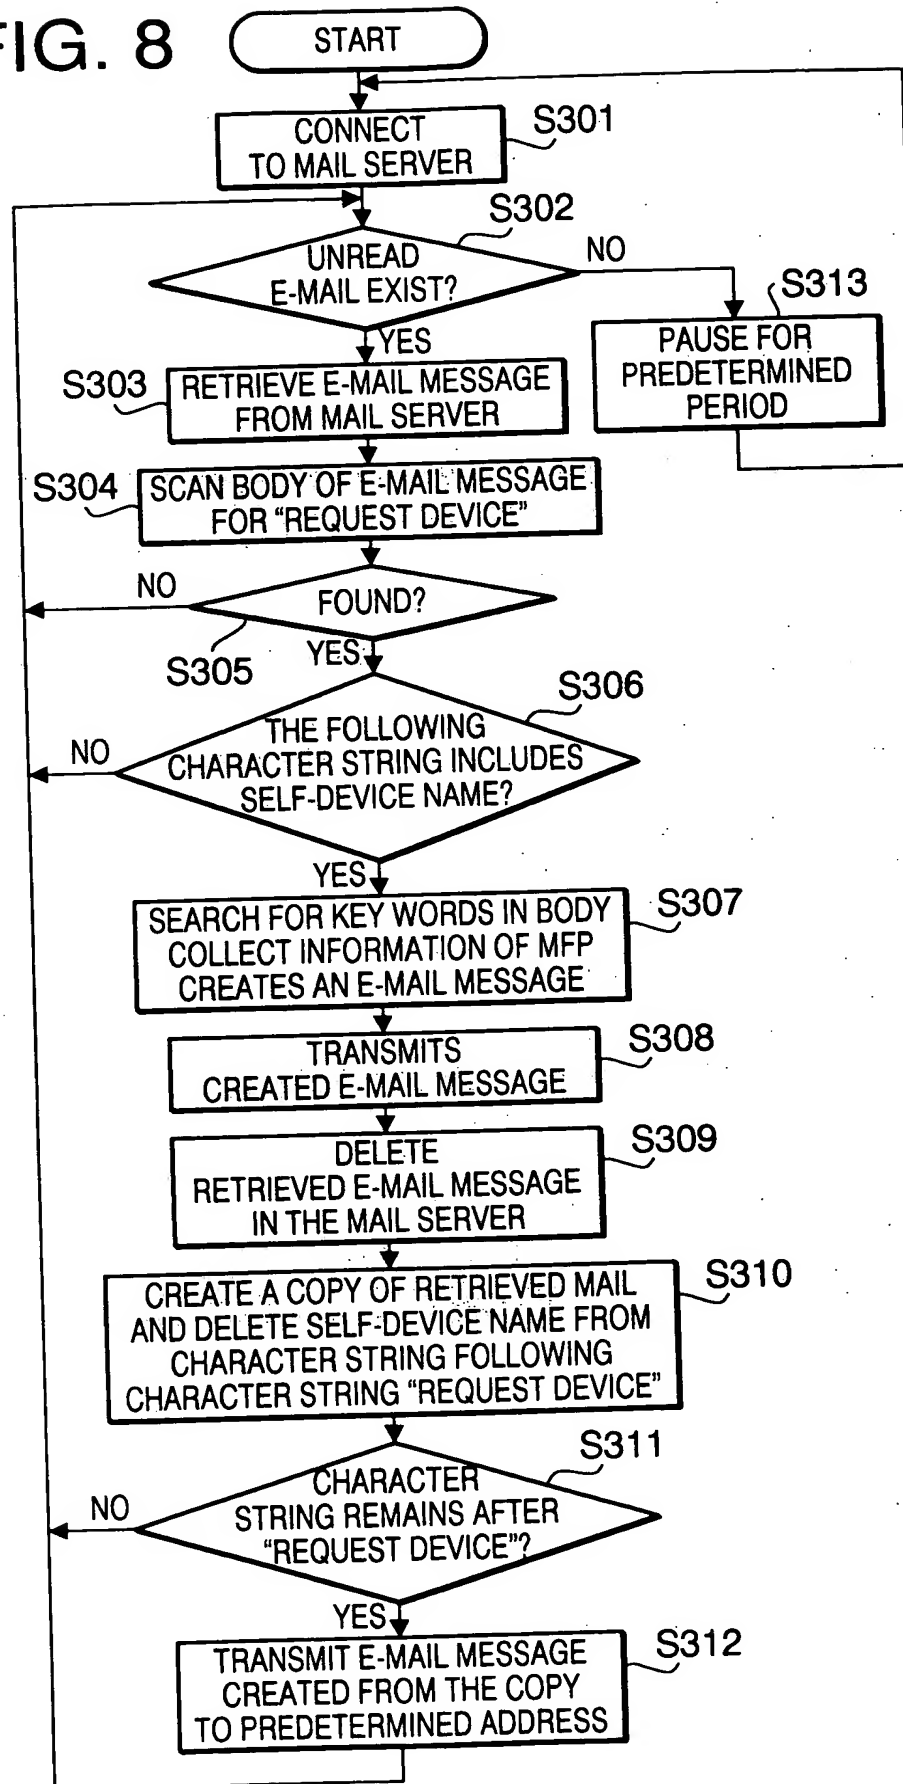 FIG. 8
START
CONNECT
TO MAIL SERVER
S301
S302
UNREAD
E-MAIL EXIST?
NO
S313
YES
PAUSE FOR
PREDETERMINED
PERIOD
S303
RETRIEVE E-MAIL MESSAGE
FROM MAIL SERVER
S304
SCAN BODY OF E-MAIL MESSAGE
FOR “REQUEST DEVICE”
NO
FOUND?
S305
YES
S306
NO
THE FOLLOWING
CHARACTER STRING INCLUDES
SELF-DEVICE NAME?
YES
S307
SEARCH FOR KEY WORDS IN BODY
COLLECT INFORMATION OF MFP
CREATES AN E-MAIL MESSAGE
S308
TRANSMITS
CREATED E-MAIL MESSAGE
S309
DELETE
RETRIEVED E-MAIL MESSAGE
IN THE MAIL SERVER
S310
CREATE A COPY OF RETRIEVED MAIL
AND DELETE SELF-DEVICE NAME FROM
CHARACTER STRING FOLLOWING
CHARACTER STRING “REQUEST DEVICE”
S311
NO
CHARACTER
STRING REMAINS AFTER
“REQUEST DEVICE”?
YES
S312
TRANSMIT E-MAIL MESSAGE
CREATED FROM THE COPY
TO PREDETERMINED ADDRESS